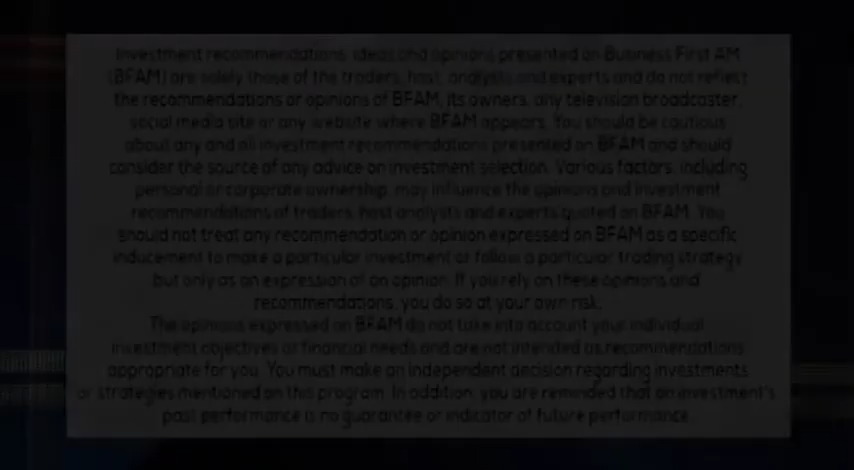 Investment recommendations, ideas and opinions presented on Business First AM
(BFAM) are solely those of the traders, host, analysts and experts and do not reflect
the recommendations or opinions of BFAM, its owners, any television broadcaster,
social media site or any website where BFAM appears. You should be cautious
about any and all investment recommendations presented on BFAM and should
consider the source of any advice on investment selection. Various factors, including
personal or corporate ownership, may influence the opinions and investment
recommendations of traders, host analysts and experts quoted on BFAM. You
should not treat any recommendation or opinion expressed on BFAM as a specific
inducement to make a particular investment or follow a particular trading strategy
but only as an expression of an opinion. If you rely on these opinions and
recommendations, you do so at your own risk.
The opinions expressed on BFAM do not take into account your individual
investment objectives or financial needs and are not intended as recommendations
appropriate for you. You must make an independent decision regarding investments
or strategies mentioned on this program. In addition, you are reminded that an investment's
past performance is no guarantee or indicator of future performance.